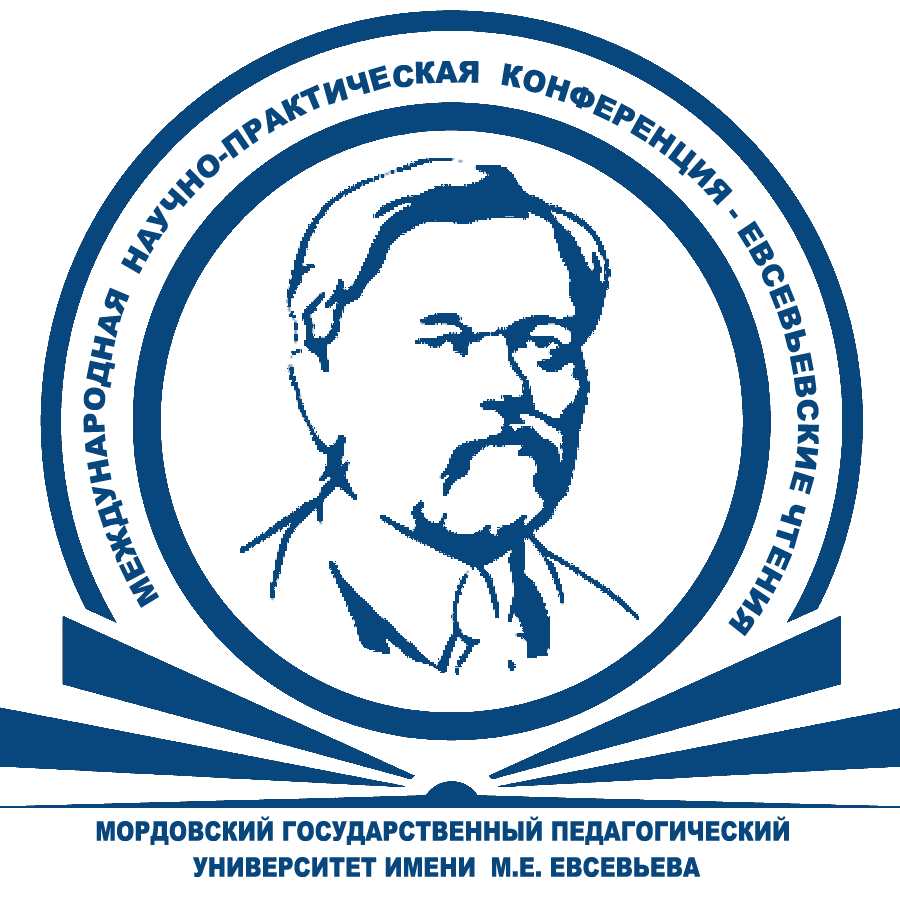 МЕЖДУНАРОДНАЯ НАУЧНО-ПРАКТИЧЕСКАЯ КОНФЕРЕНЦИЯ - ЕВСЕВЬЕВСКИЕ ЧТЕНИЯ
МОРДОВСКИЙ ГОСУДАРСТВЕННЫЙ ПЕДАГОГИЧЕСКИЙ
УНИВЕРСИТЕТ ИМЕНИ М.Е. ЕВСЕВЬЕВА